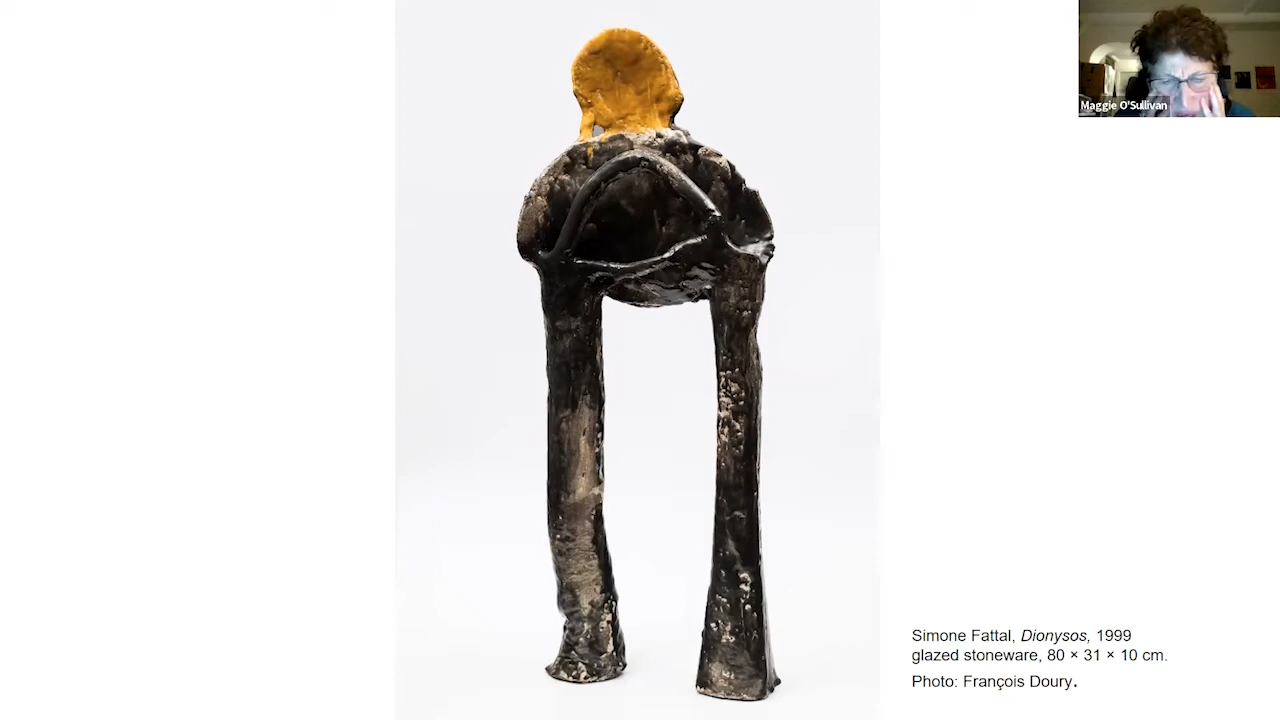 Maggie O'Sullivan
Simone Fattal, Dionysos, 1999
glazed stoneware, 80 × 31 × 10 cm.
Photo: François Doury.